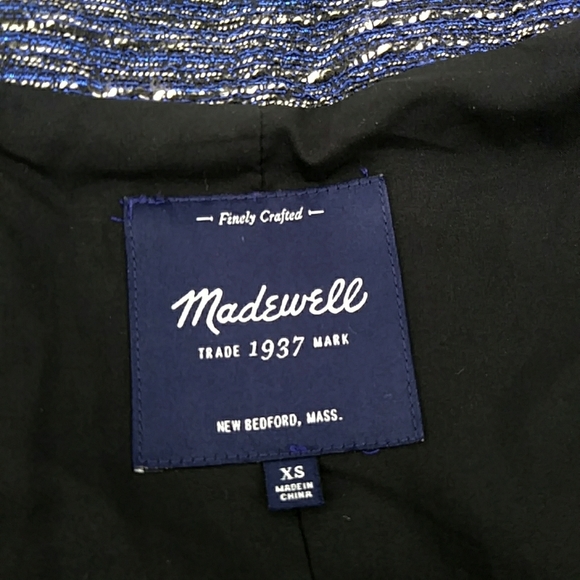 Finely Crafted
Madewell
TRADE 1937 MARK
NEW BEDFORD, MASS.
XS
MADE IN
CHINA